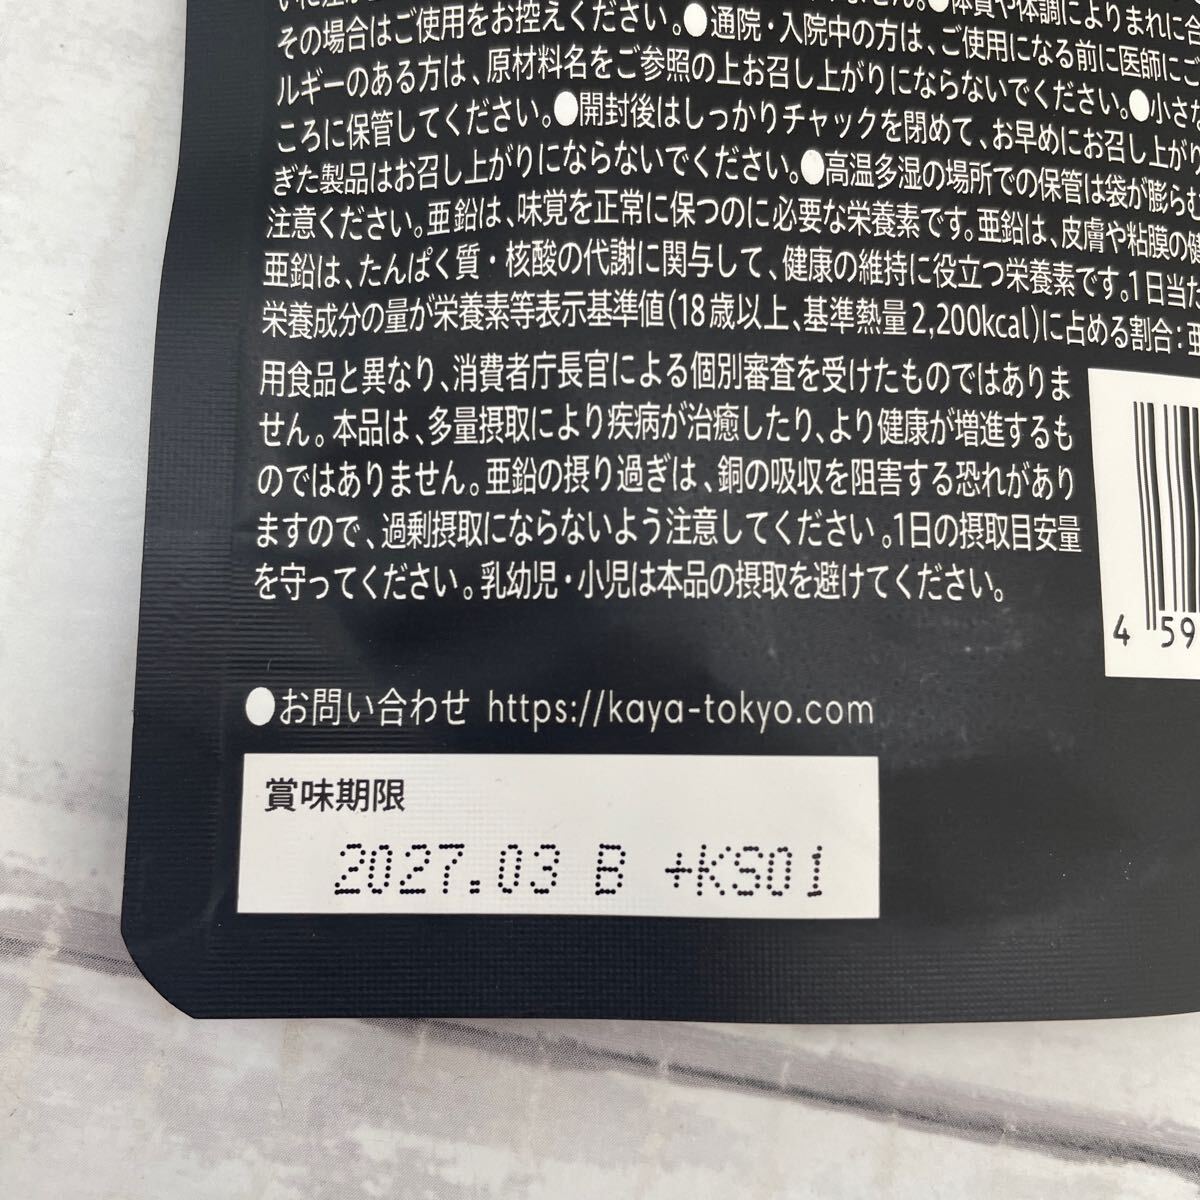 その場合はご使用をお控えください。●通院・入院中の方は、ご使用になる前に医師にご
ルギーのある方は、原材料名をご参照の上お召し上がりにならないでください。●小さな
ころに保管してください。●開封後はしっかりチャックを閉めて、お早めにお召し上がり
ぎた製品はお召し上がりにならないでください。●高温多湿の場所での保管は袋が膨らむ
注意ください。亜鉛は、味覚を正常に保つのに必要な栄養素です。亜鉛は、皮膚や粘膜の健
亜鉛は、たんぱく質・核酸の代謝に関与して、健康の維持に役立つ栄養素です。1日当た
栄養成分の量が栄養素等表示基準値(18歳以上、基準熱量2,200kcal)に占める割合:亜
用食品と異なり、消費者庁長官による個別審査を受けたものではありま
せん。本品は、多量摂取により疾病が治癒したり、より健康が増進するも
のではありません。亜鉛の摂り過ぎは、銅の吸収を阻害する恐れがあり
ますので、過剰摂取にならないよう注意してください。1日の摂取目安量
を守ってください。乳幼児・小児は本品の摂取を避けてください。
4 59
●お問い合わせ https://kaya-tokyo.com
賞味期限
2027.03 B +KS01